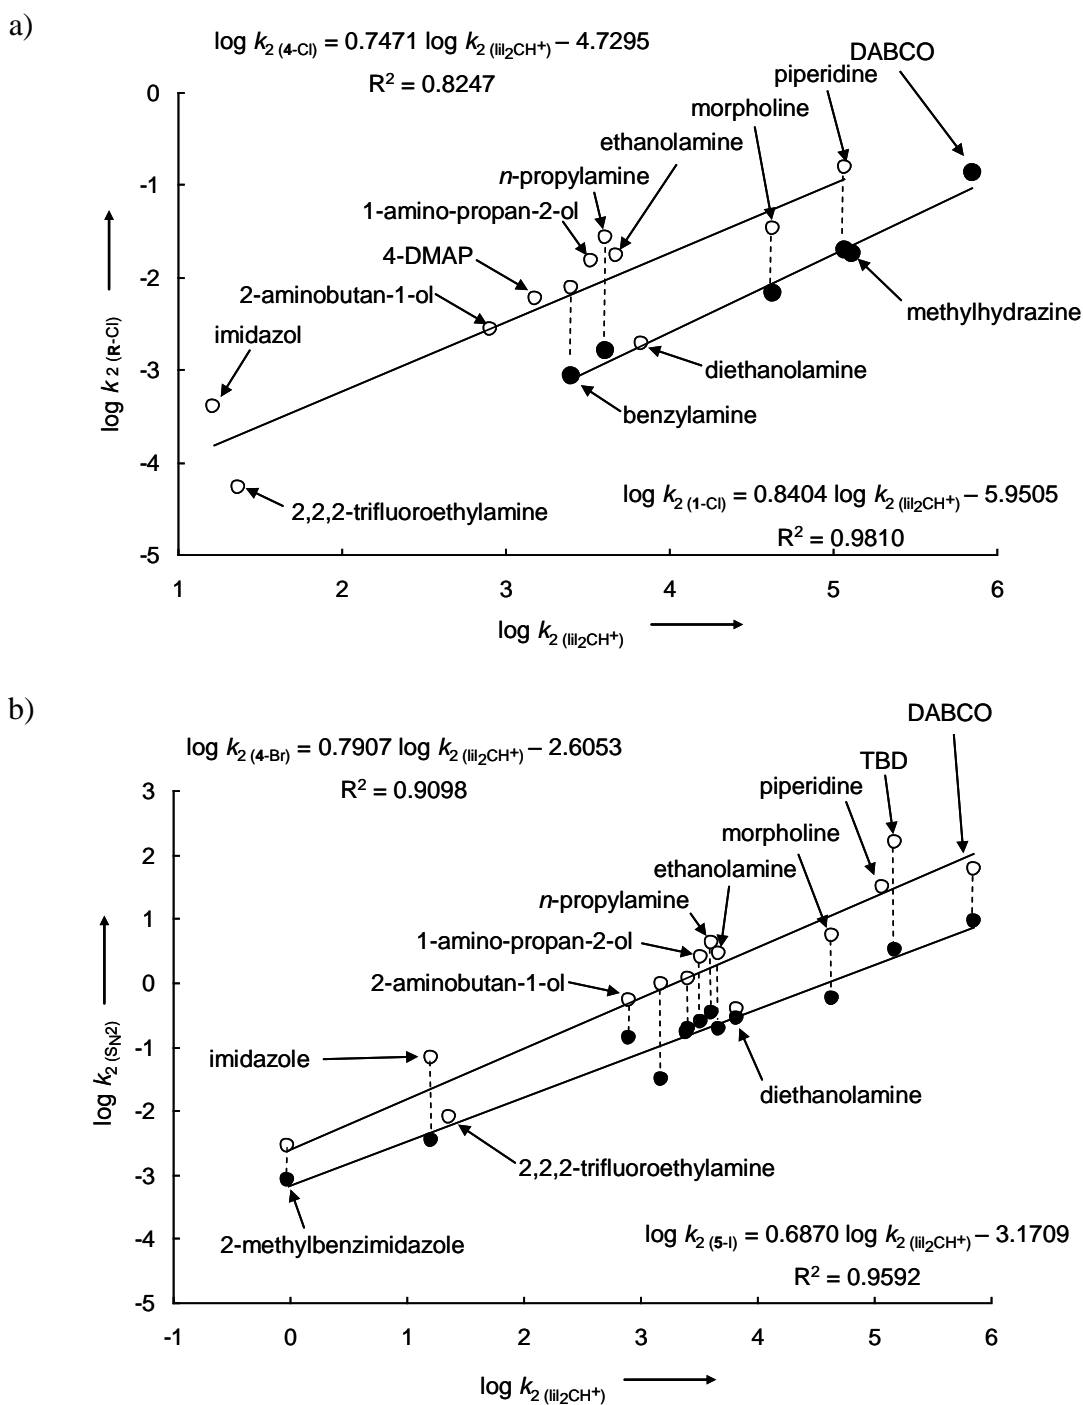 a)
log k2 (4-Cl) = 0.7471 log k2 (lil2CH+) – 4.7295
R2 = 0.8247
DABCO
piperidine
morpholine
ethanolamine
n-propylamine
1-amino-propan-2-ol
4-DMAP
2-aminobutan-1-ol
imidazol
methylhydrazine
diethanolamine
benzylamine
2,2,2-trifluoroethylamine
log k2 (1-Cl) = 0.8404 log k2 (lil2CH+) – 5.9505
R2 = 0.9810
0
-1
-2
-3
-4
-5
log k 2 (R-Cl)
1 2 3 4 5 6
log k2 (lil2CH+)
b)
log k2 (4-Br) = 0.7907 log k2 (lil2CH+) – 2.6053
R2 = 0.9098
DABCO
TBD
piperidine
morpholine
ethanolamine
n-propylamine
1-amino-propan-2-ol
2-aminobutan-1-ol
imidazole
diethanolamine
2,2,2-trifluoroethylamine
2-methylbenzimidazole
log k2 (5-I) = 0.6870 log k2 (lil2CH+) – 3.1709
R2 = 0.9592
3
2
1
0
-1
-2
-3
-4
-5
log k2 (SN2)
-1 0 1 2 3 4 5 6
log k2 (lil2CH+)